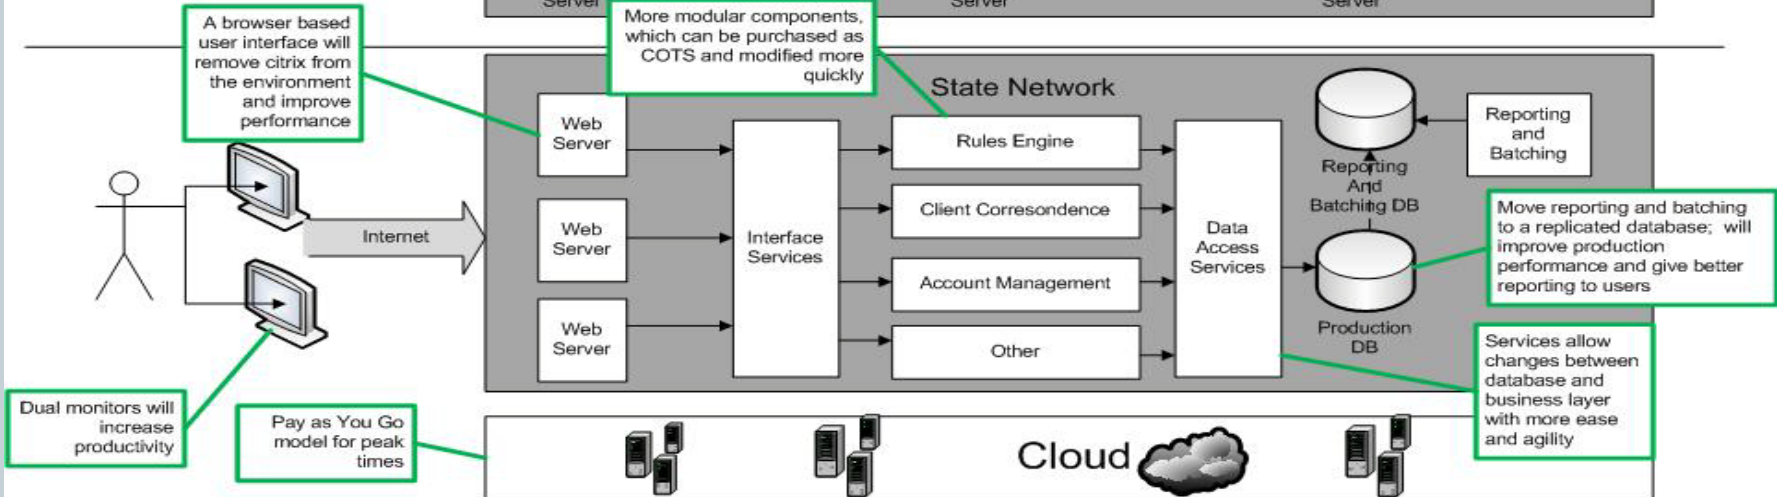 Server
Server
Server
A browser based
user interface will
remove citrix from
the environment
and improve
performance
More modular components,
which can be purchased as
COTS and modified more
quickly
State Network
Web
Server
Web
Server
Web
Server
Interface
Services
Rules Engine
Client Corresondence
Account Management
Other
Data
Access
Services
Reporting
And
Batching DB
Production
DB
Reporting
and
Batching
Internet
Move reporting and batching
to a replicated database;  will
improve production
performance and give better
reporting to users
Services allow
changes between
database and
business layer
with more ease
and agility
Dual monitors will
increase
productivity
Pay as You Go
model for peak
times
Cloud